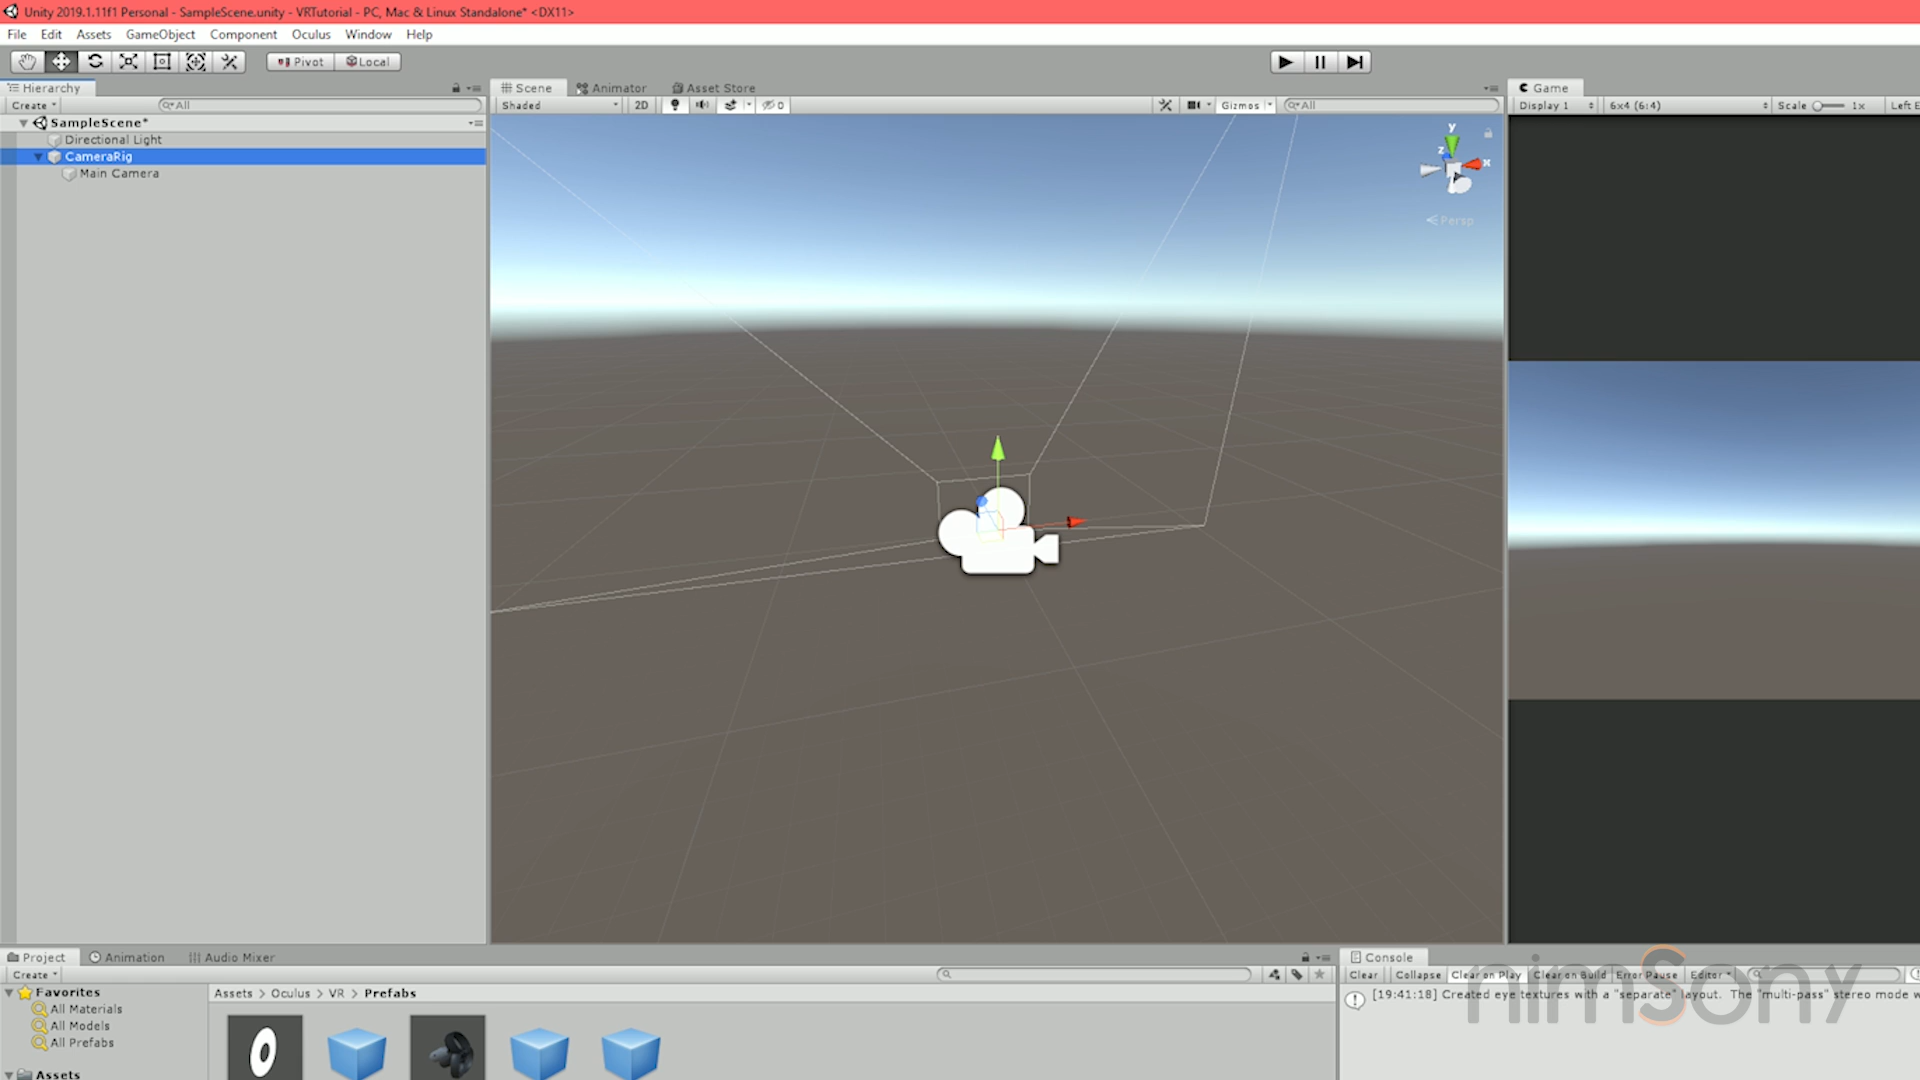 Unity 2019.1.11f1 Personal - SampleScene.unity - VRTutorial - PC, Mac & Linux Standalone* <DX11>
File Edit Assets GameObject Component Oculus Window Help
Pivot Local
Hierarchy
Create All
SampleScene*
Directional Light
CameraRig
Main Camera
Scene Animator Asset Store
Shaded 2D 0 Gizmos All
y
z
x
Persp
Game
Display 1 6x4 (6:4) Scale 1x Left E
Project Animation Audio Mixer
Create
Favorites
All Materials
All Models
All Prefabs
Assets
Assets > Oculus > VR > Prefabs
Console
Clear Collapse Clear on Play Clear on Build Error Pause Editor
[19:41:18] Created eye textures with a "separate" layout. The "multi-pass" stereo mode w
nimsony